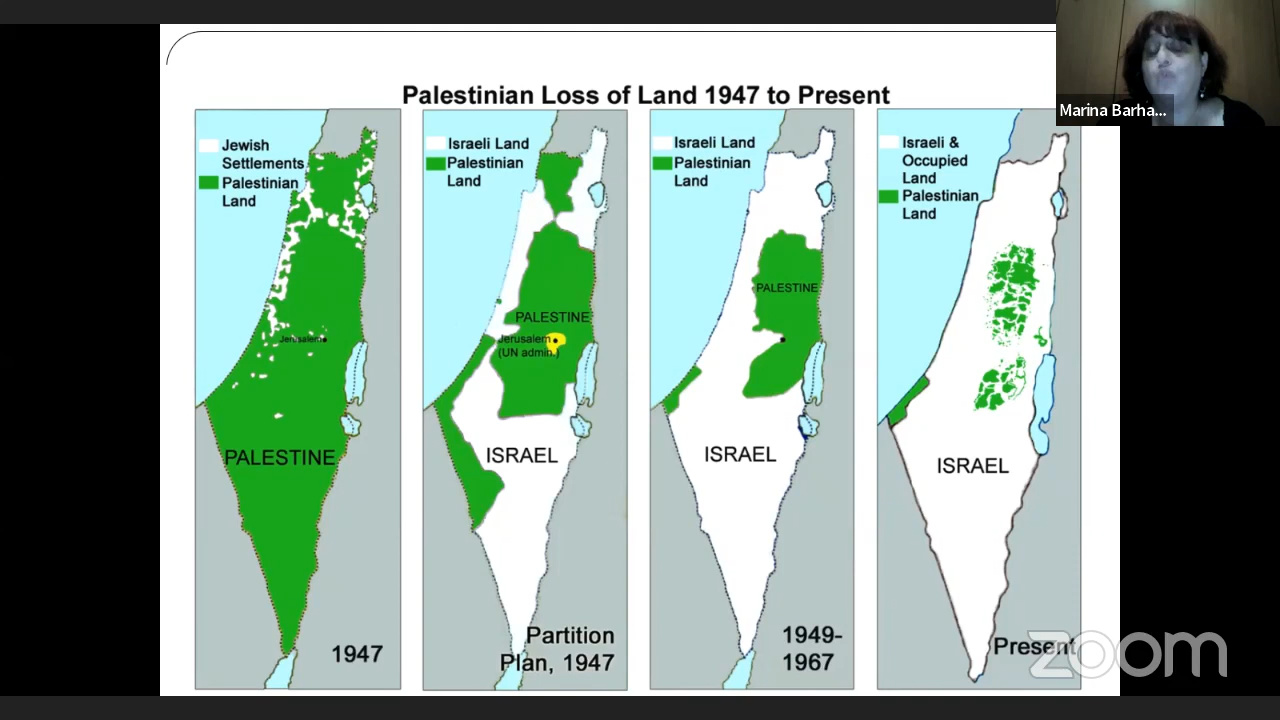 Marina Barha...
Palestinian Loss of Land 1947 to Present
Jewish
Settlements
Palestinian
Land
Jerusalem
PALESTINE
1947
Israeli Land
Palestinian
Land
PALESTINE
Jerusalem
(UN admin.)
ISRAEL
Partition
Plan, 1947
Israeli Land
Palestinian
Land
PALESTINE
ISRAEL
1949-
1967
Israeli &
Occupied
Land
Palestinian
Land
ISRAEL
Present
zoom